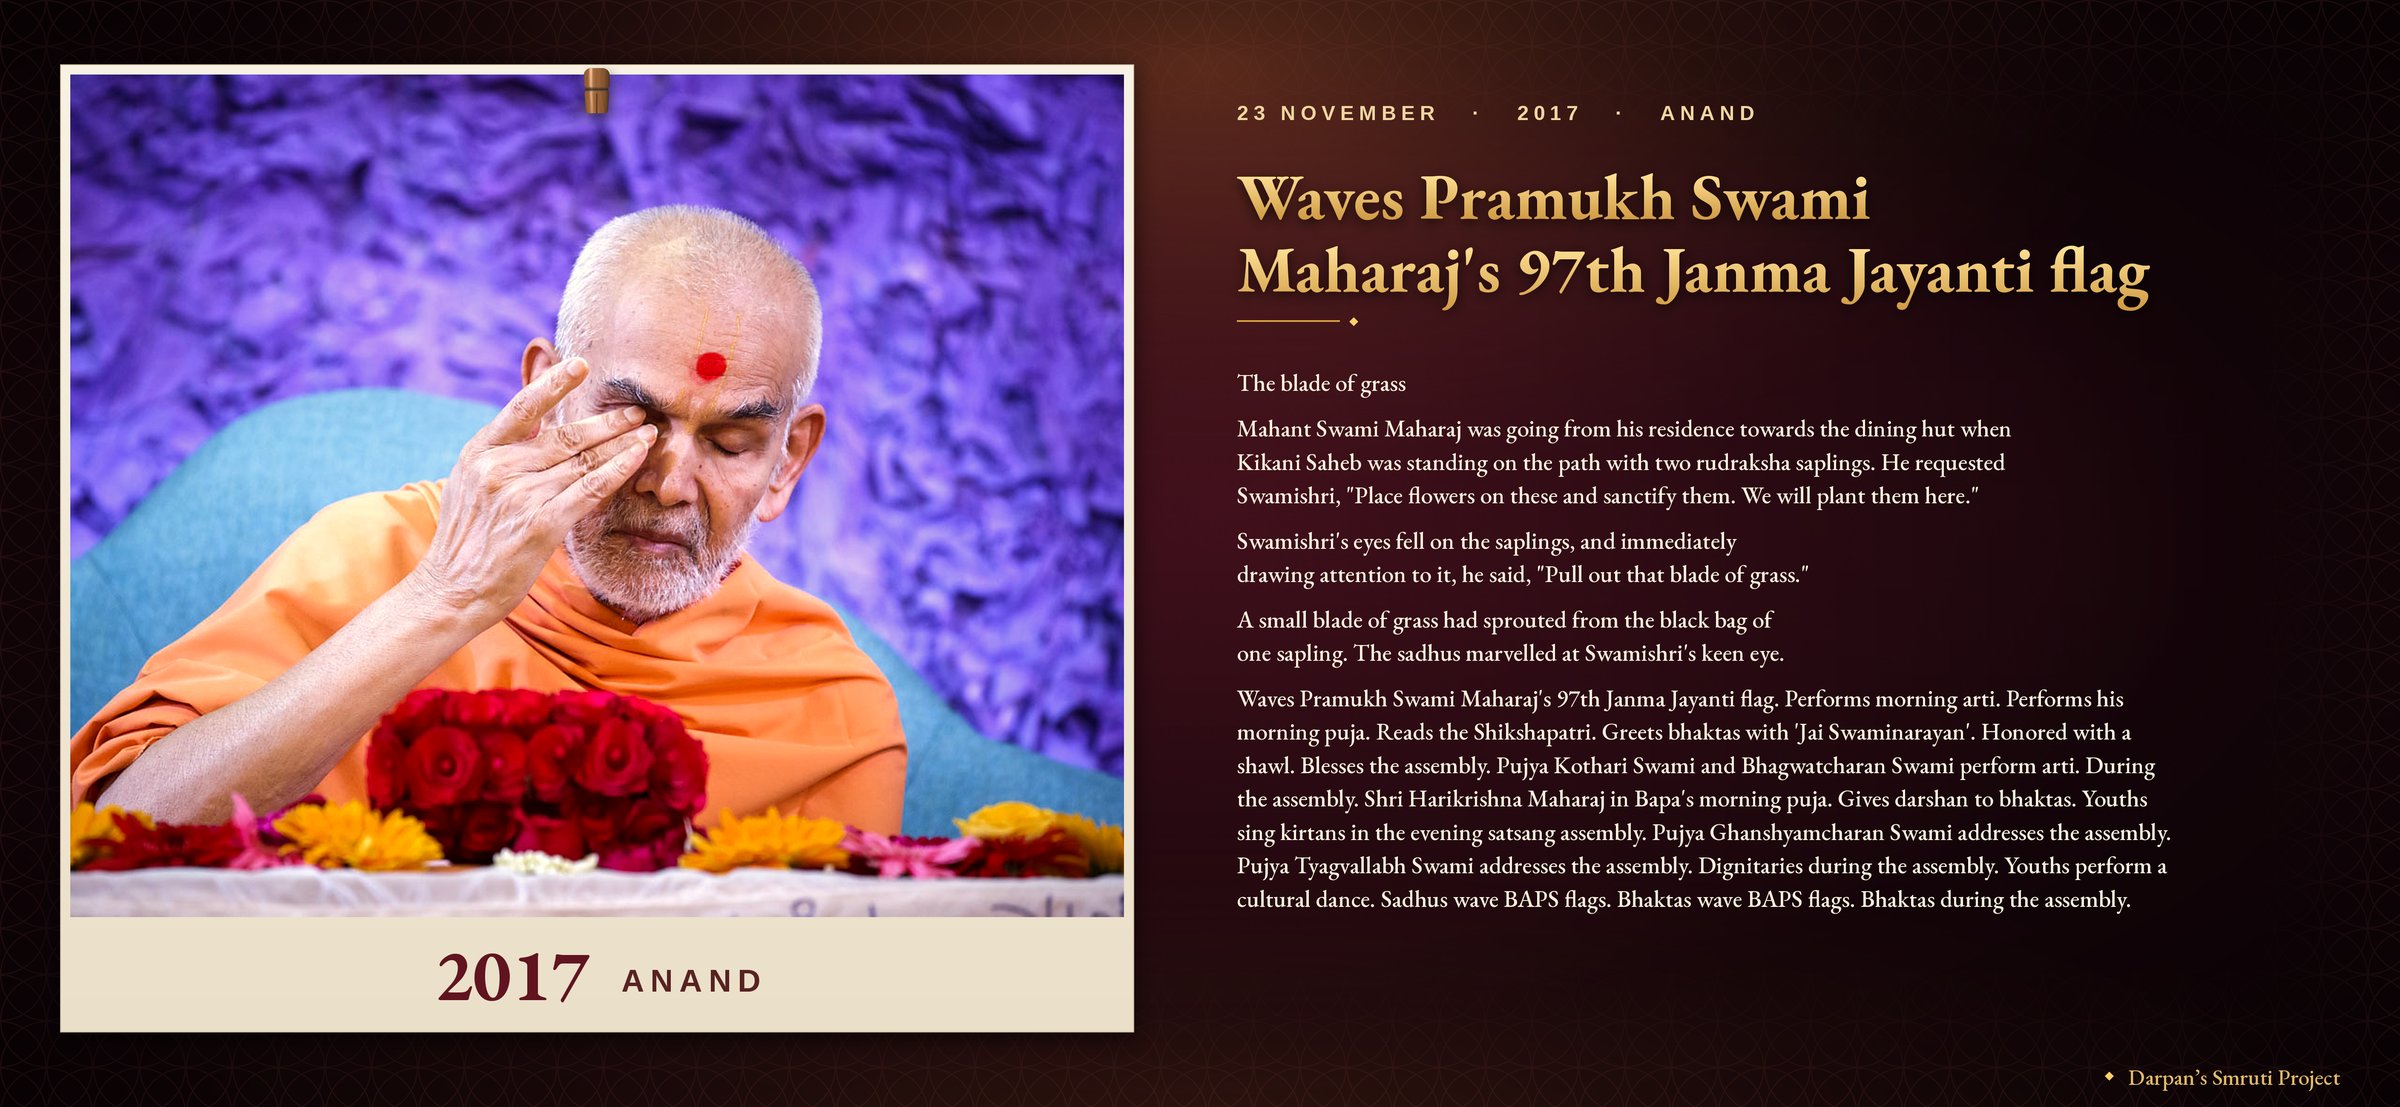 23 NOVEMBER · 2017 · ANAND
Waves Pramukh Swami
Maharaj's 97th Janma Jayanti flag
The blade of grass
Mahant Swami Maharaj was going from his residence towards the dining hut when
Kikani Saheb was standing on the path with two rudraksha saplings. He requested
Swamishri, "Place flowers on these and sanctify them. We will plant them here."
Swamishri's eyes fell on the saplings, and immediately
drawing attention to it, he said, "Pull out that blade of grass."
A small blade of grass had sprouted from the black bag of
one sapling. The sadhus marvelled at Swamishri's keen eye.
Waves Pramukh Swami Maharaj's 97th Janma Jayanti flag. Performs morning arti. Performs his
morning puja. Reads the Shikshapatri. Greets bhaktas with 'Jai Swaminarayan'. Honored with a
shawl. Blesses the assembly. Pujya Kothari Swami and Bhagwatcharan Swami perform arti. During
the assembly. Shri Harikrishna Maharaj in Bapa's morning puja. Gives darshan to bhaktas. Youths
sing kirtans in the evening satsang assembly. Pujya Ghanshyamcharan Swami addresses the assembly.
Pujya Tyagvallabh Swami addresses the assembly. Dignitaries during the assembly. Youths perform a
cultural dance. Sadhus wave BAPS flags. Bhaktas wave BAPS flags. Bhaktas during the assembly.
2017 ANAND
Darpan’s Smruti Project